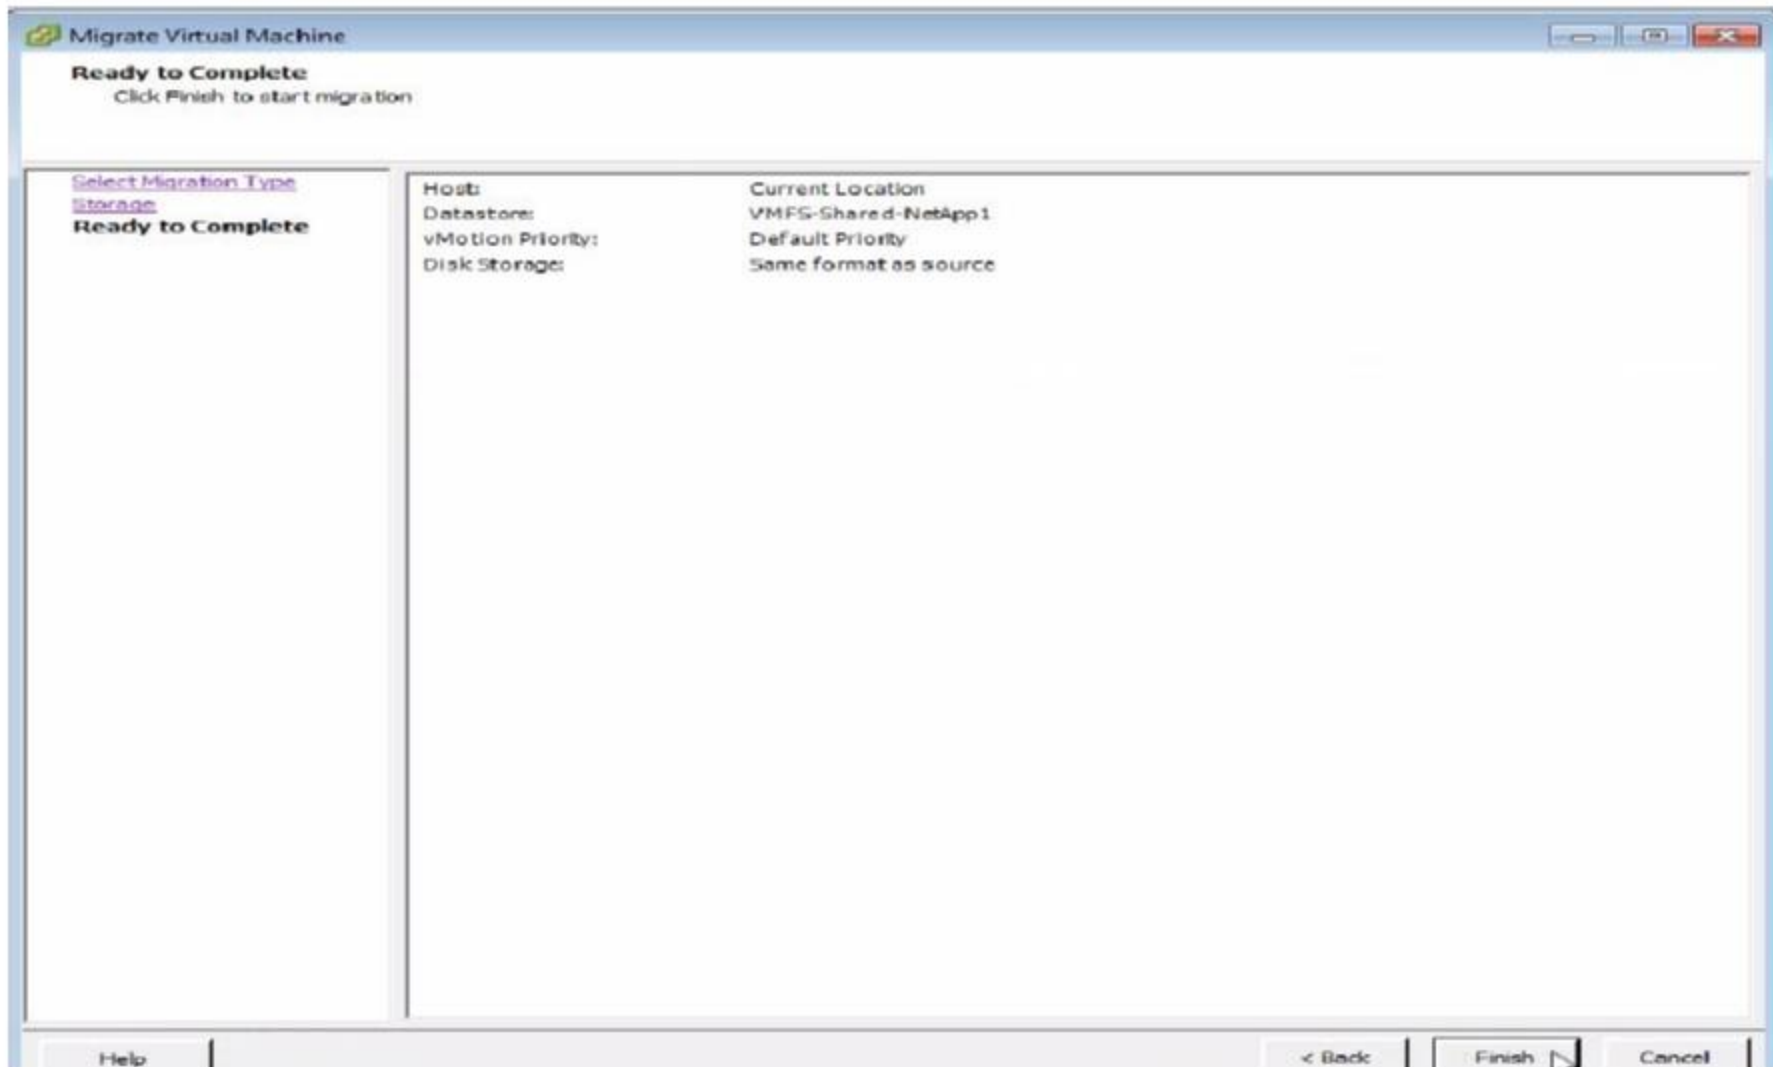 Migrate Virtual Machine
Ready to Complete
Click Finish to start migration
Select Migration Type
Storage
Ready to Complete
Host: Current Location
Datastore: VMFS-Shared-NetApp1
vMotion Priority: Default Priority
Disk Storage: Same format as source
Help < Back Finish Cancel